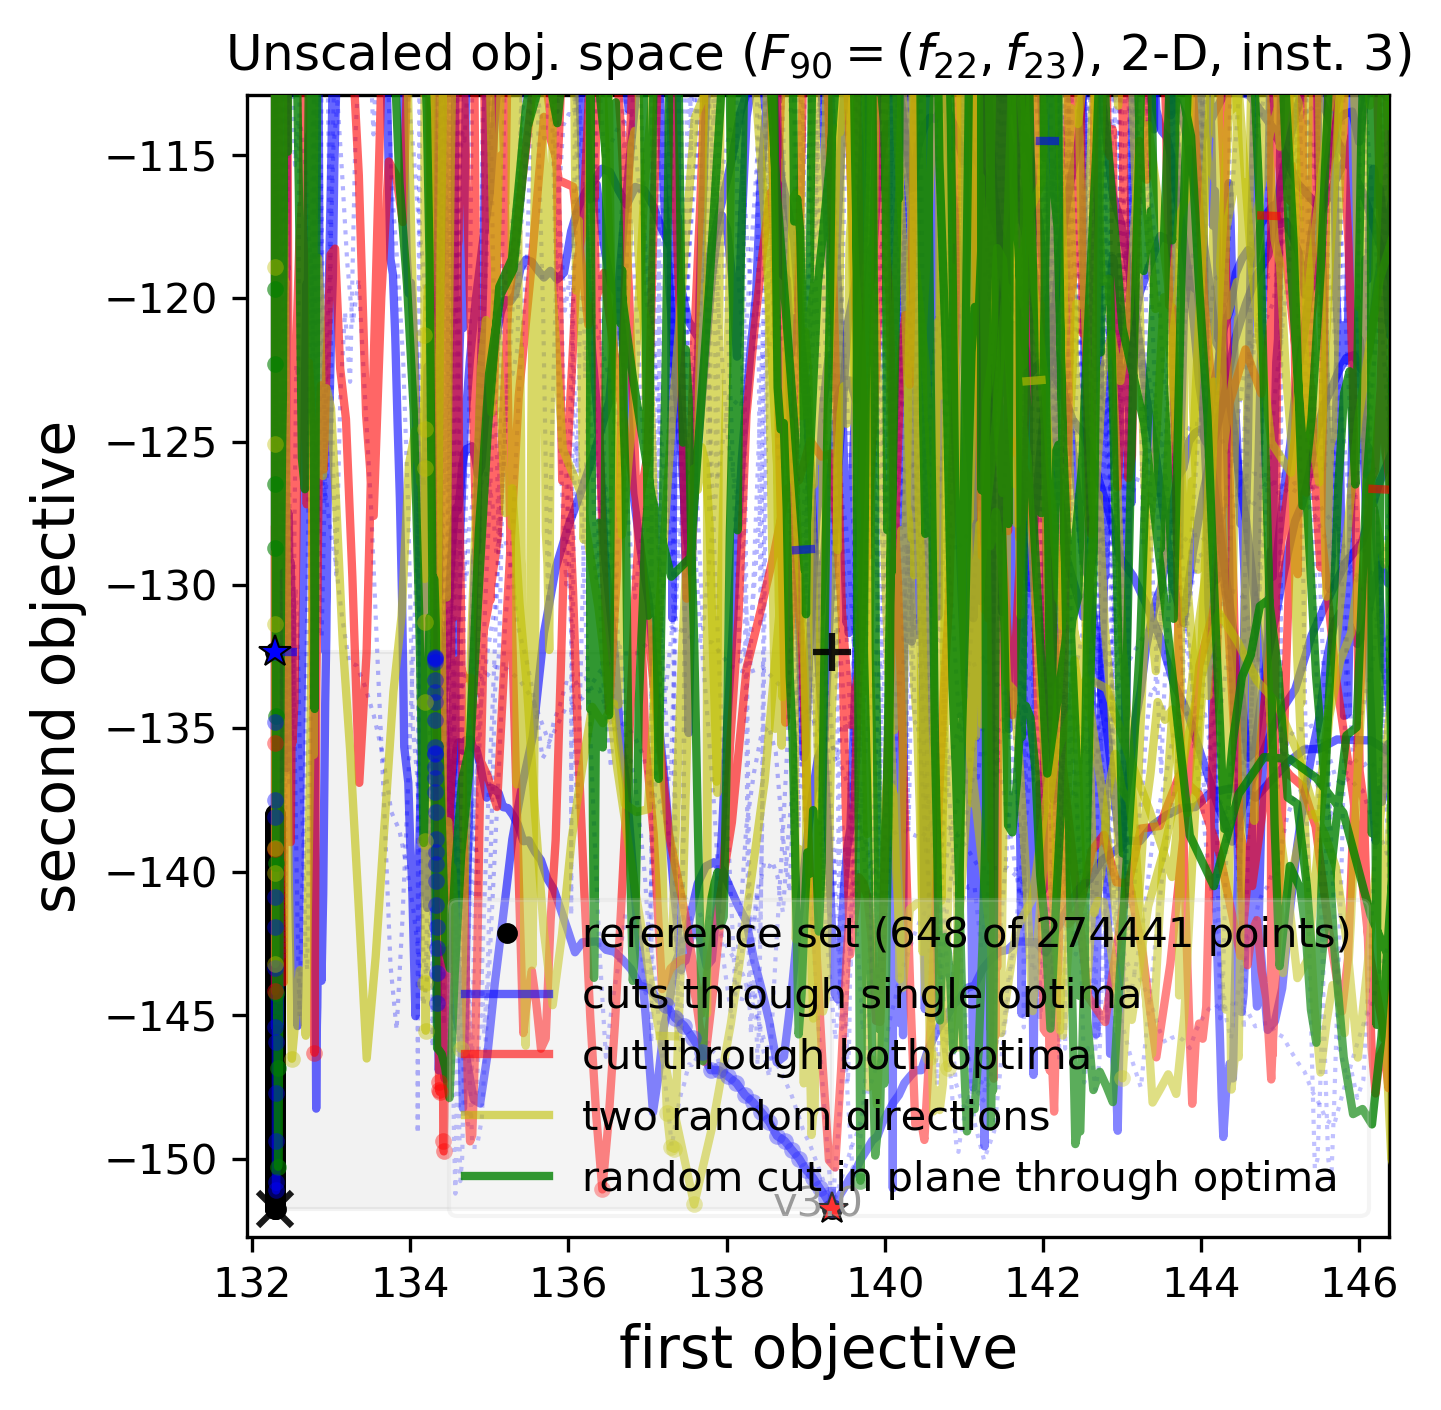 Unscaled obj. space (F₉₀ = (f₂₂, f₂₃), 2-D, inst. 3)
−115
−120
−125
−130
−135
−140
−145
−150
second objective
reference set (648 of 274441 points)
cuts through single optima
cut through both optima
two random directions
random cut in plane through optima
132
134
136
138
140
142
144
146
first objective